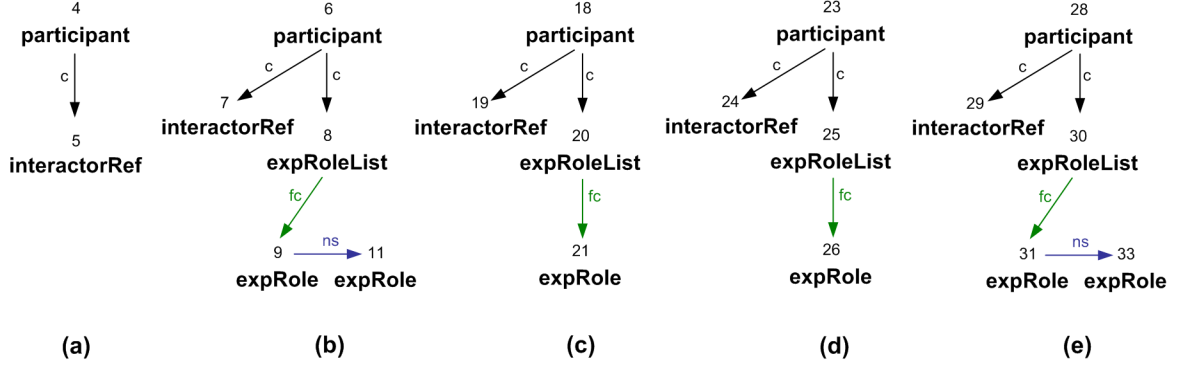 4 6 18 23 28
participant participant participant participant participant
c c c c c c c c c
7 19 24 29
interactorRef interactorRef interactorRef interactorRef
5 8 20 25 30
interactorRef expRoleList expRoleList expRoleList expRoleList
fc fc fc fc
ns ns
9 11 21 26 31 33
expRole expRole expRole expRole expRole expRole
(a) (b) (c) (d) (e)